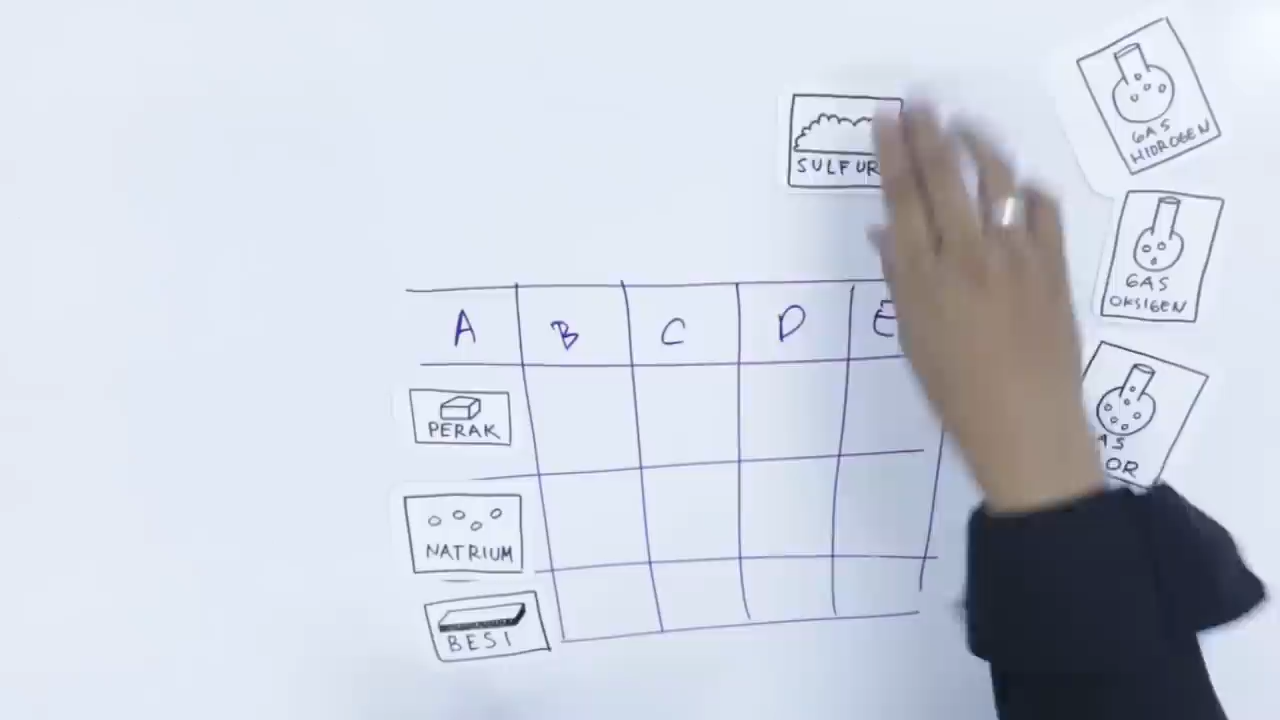 SULFUR
GAS
HIDROGEN
GAS
OKSIGEN
A B C D E
PERAK
NATRIUM
BESI